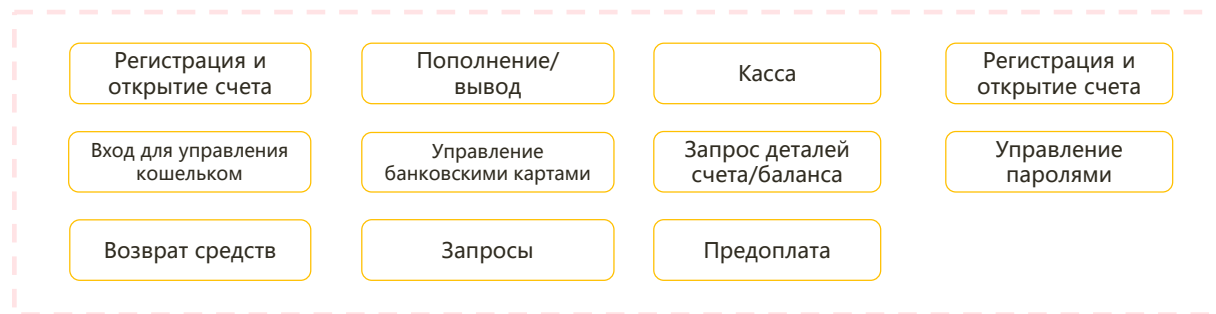 Регистрация и
открытие счета
Пополнение/
вывод
Касса
Регистрация и
открытие счета
Вход для управления
кошельком
Управление
банковскими картами
Запрос деталей
счета/баланса
Управление
паролями
Возврат средств
Запросы
Предоплата